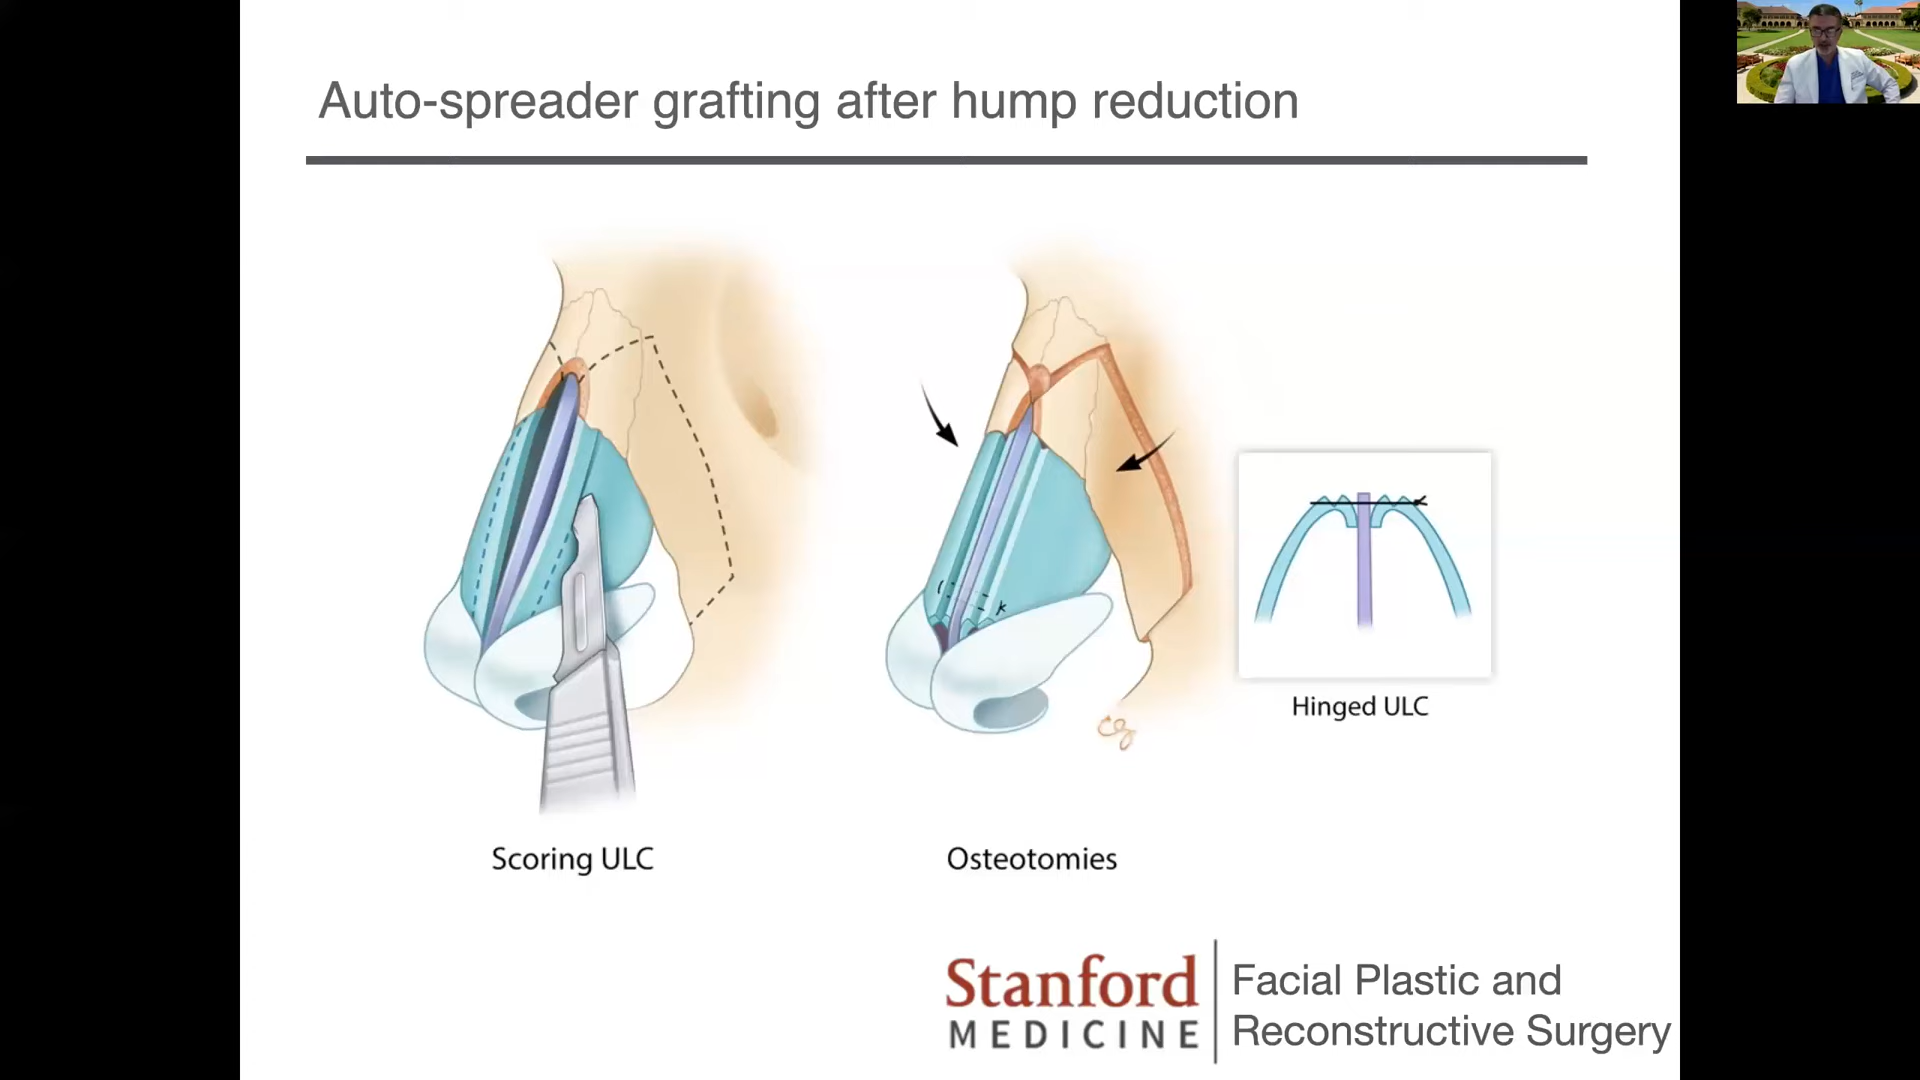 Auto-spreader grafting after hump reduction
Hinged ULC
Scoring ULC
Osteotomies
Stanford
MEDICINE
Facial Plastic and
Reconstructive Surgery